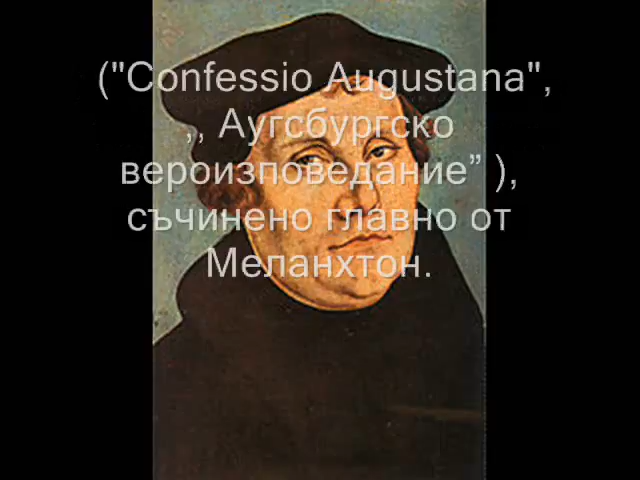 ("Confessio Augustana",
,, Аугсбургско
вероизповедание” ),
съчинено главно от
Меланхтон.